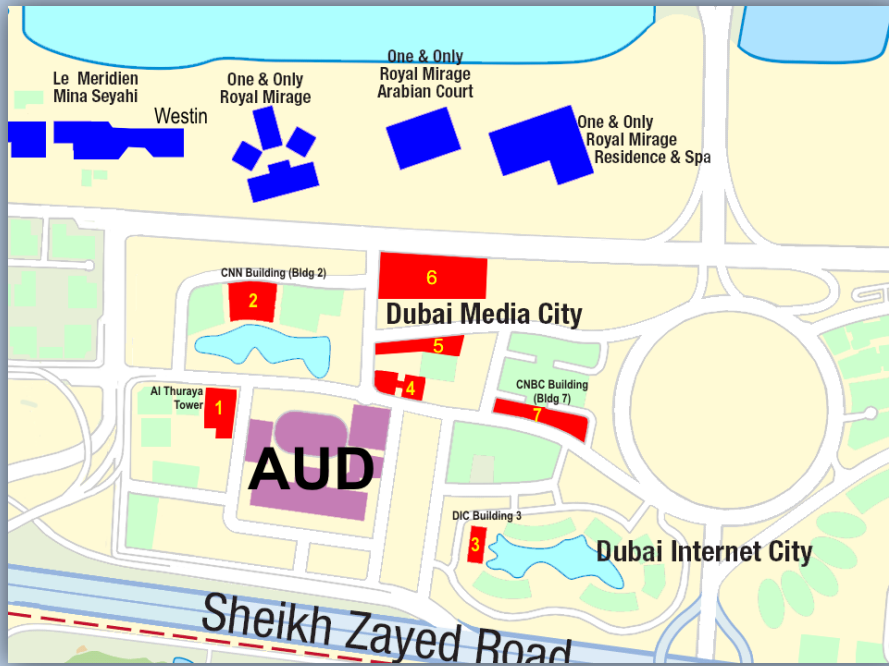 Le Meridien
Mina Seyahi
Westin
One & Only
Royal Mirage
One & Only
Royal Mirage
Arabian Court
One & Only
Royal Mirage
Residence & Spa
CNN Building (Bldg 2)
2
6
Dubai Media City
5
4
CNBC Building
(Bldg 7)
7
Al Thuraya
Tower
1
AUD
DIC Building 3
3
Dubai Internet City
Sheikh Zayed Road